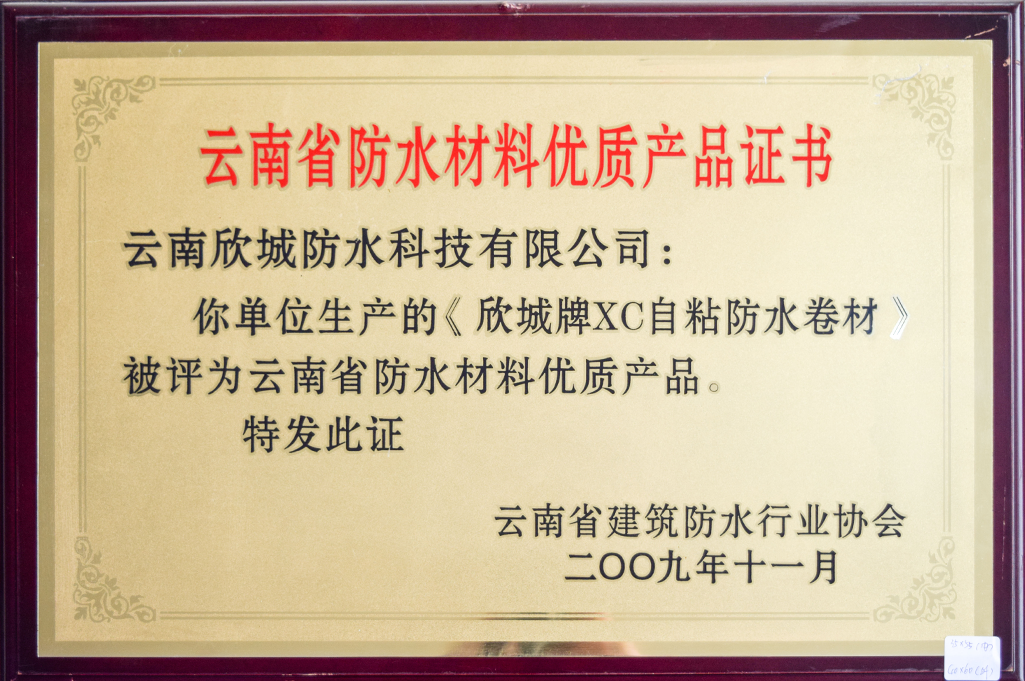 云南省防水材料优质产品证书
云南欣城防水科技有限公司：
你单位生产的《欣城牌XC自粘防水卷材》
被评为云南省防水材料优质产品。
特发此证
云南省建筑防水行业协会
二〇〇九年十一月